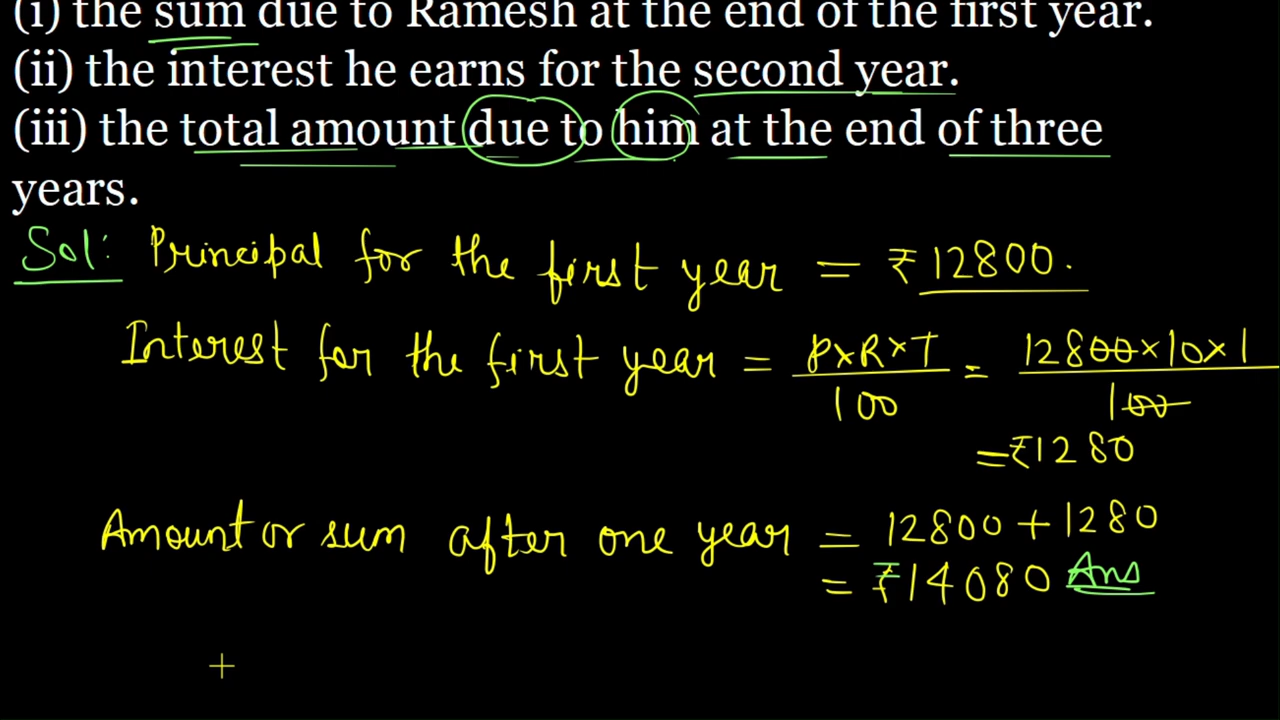 (i) the sum due to Ramesh at the end of the first year.
(ii) the interest he earns for the second year.
(iii) the total amount due to him at the end of three
years.
Sol: Principal for the first year = ₹12800.
Interest for the first year = P×R×T/100 = 12800×10×1/100
=₹1280
Amount or sum after one year = 12800+1280
= ₹14080 Ans